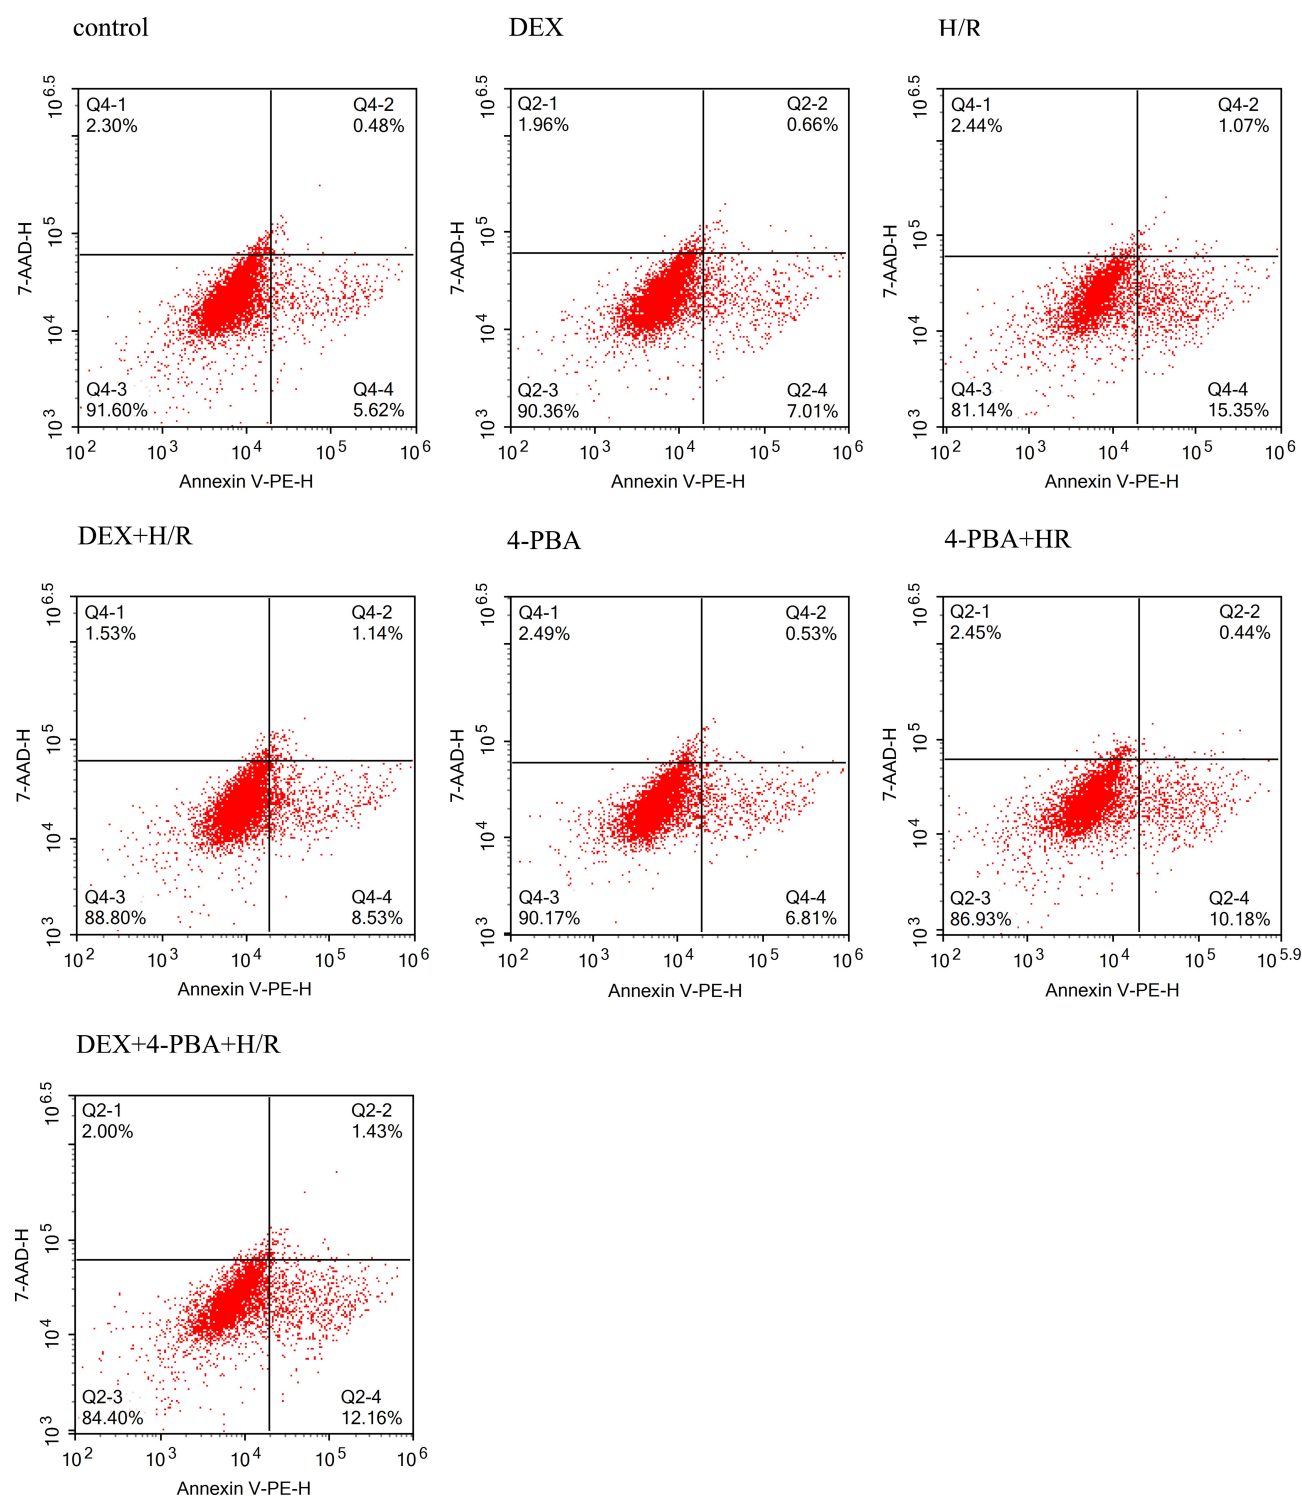 control
10^6.5
Q4-1
2.30%
Q4-2
0.48%
10^5
7-AAD-H
10^4
Q4-3
91.60%
Q4-4
5.62%
10^3
10^2 10^3 10^4 10^5 10^6
Annexin V-PE-H
DEX
10^6.5
Q2-1
1.96%
Q2-2
0.66%
10^5
7-AAD-H
10^4
Q2-3
90.36%
Q2-4
7.01%
10^3
10^2 10^3 10^4 10^5 10^6
Annexin V-PE-H
H/R
10^6.5
Q4-1
2.44%
Q4-2
1.07%
10^5
7-AAD-H
10^4
Q4-3
81.14%
Q4-4
15.35%
10^3
10^2 10^3 10^4 10^5 10^6
Annexin V-PE-H
DEX+H/R
10^6.5
Q4-1
1.53%
Q4-2
1.14%
10^5
7-AAD-H
10^4
Q4-3
88.80%
Q4-4
8.53%
10^3
10^2 10^3 10^4 10^5 10^6
Annexin V-PE-H
4-PBA
10^6.5
Q4-1
2.49%
Q4-2
0.53%
10^5
7-AAD-H
10^4
Q4-3
90.17%
Q4-4
6.81%
10^3
10^2 10^3 10^4 10^5 10^6
Annexin V-PE-H
4-PBA+HR
10^6.5
Q2-1
2.45%
Q2-2
0.44%
10^5
7-AAD-H
10^4
Q2-3
86.93%
Q2-4
10.18%
10^3
10^2 10^3 10^4 10^5 10^5.9
Annexin V-PE-H
DEX+4-PBA+H/R
10^6.5
Q2-1
2.00%
Q2-2
1.43%
10^5
7-AAD-H
10^4
Q2-3
84.40%
Q2-4
12.16%
10^3
10^2 10^3 10^4 10^5 10^6
Annexin V-PE-H